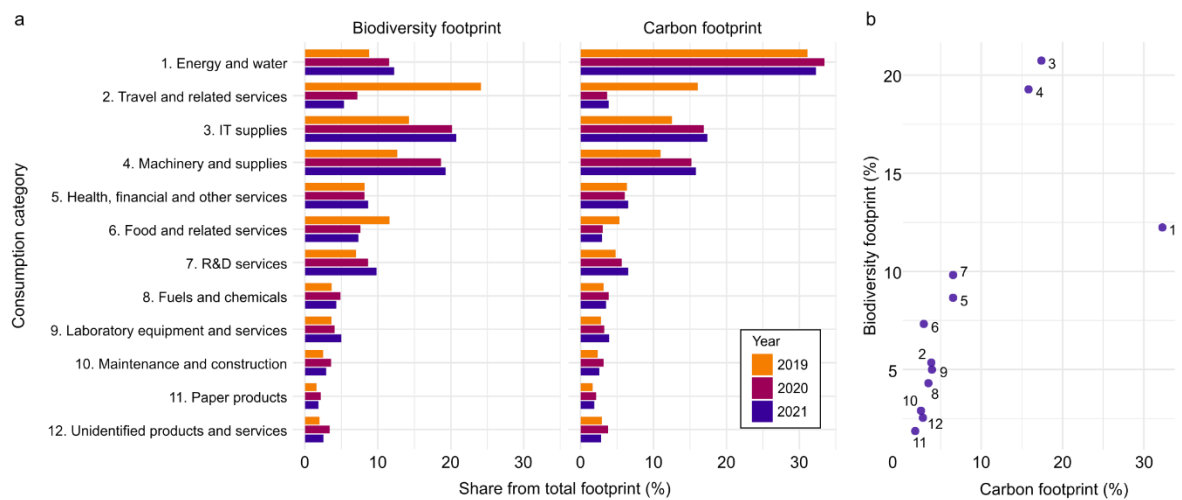 a
Biodiversity footprint
Carbon footprint
Consumption category
1. Energy and water
2. Travel and related services
3. IT supplies
4. Machinery and supplies
5. Health, financial and other services
6. Food and related services
7. R&D services
8. Fuels and chemicals
9. Laboratory equipment and services
10. Maintenance and construction
11. Paper products
12. Unidentified products and services
0 10 20 30
0 10 20 30
Share from total footprint (%)
Year
2019
2020
2021
b
Biodiversity footprint (%)
20
15
10
5
3
4
1
7
5
6
2
9
8
10
12
11
0 10 20 30
Carbon footprint (%)